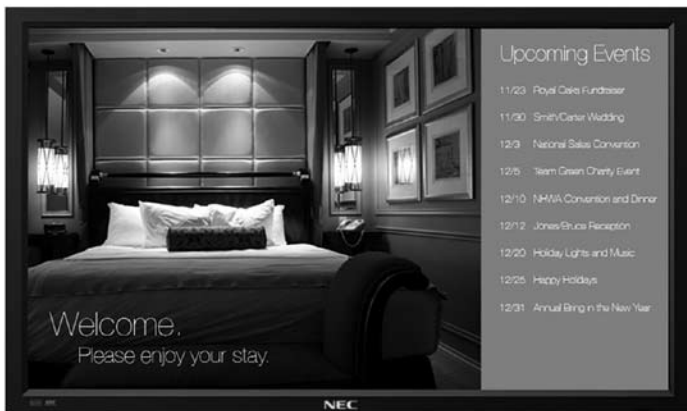 Upcoming Events
11/23 Royal Oaks Fundraiser
11/30 Smith/Carter Wedding
12/3 National Sales Convention
12/5 Team Green Charity Event
12/10 NHWA Convention and Dinner
12/12 Jones/Bruce Reception
12/20 Holiday Lights and Music
12/25 Happy Holidays
12/31 Annual Bring in the New Year
Welcome.
Please enjoy your stay.
NEC